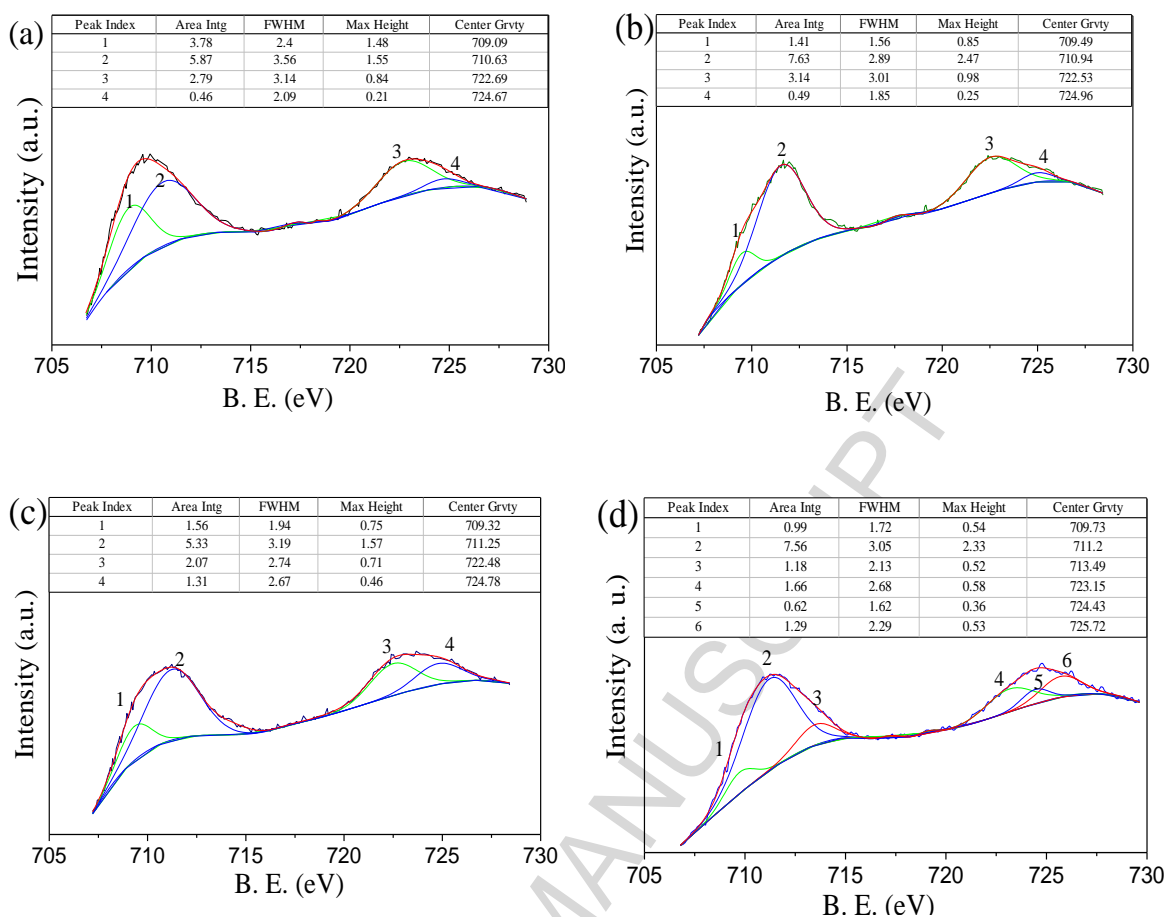 (a)
Peak Index Area Intg FWHM Max Height Center Grvty
1 3.78 2.4 1.48 709.09
2 5.87 3.56 1.55 710.63
3 2.79 3.14 0.84 722.69
4 0.46 2.09 0.21 724.67
Intensity (a.u.)
1
2
3
4
705 710 715 720 725 730
B. E. (eV)
(b)
Peak Index Area Intg FWHM Max Height Center Grvty
1 1.41 1.56 0.85 709.49
2 7.63 2.89 2.47 710.94
3 3.14 3.01 0.98 722.53
4 0.49 1.85 0.25 724.96
Intensity (a.u.)
1
2
3
4
705 710 715 720 725 730
B. E. (eV)
(c)
Peak Index Area Intg FWHM Max Height Center Grvty
1 1.56 1.94 0.75 709.32
2 5.33 3.19 1.57 711.25
3 2.07 2.74 0.71 722.48
4 1.31 2.67 0.46 724.78
Intensity (a.u.)
1
2
3
4
705 710 715 720 725 730
B. E. (eV)
(d)
Peak Index Area Intg FWHM Max Height Center Grvty
1 0.99 1.72 0.54 709.73
2 7.56 3.05 2.33 711.2
3 1.18 2.13 0.52 713.49
4 1.66 2.68 0.58 723.15
5 0.62 1.62 0.36 724.43
6 1.29 2.29 0.53 725.72
Intensity (a. u.)
1
2
3
4
5
6
705 710 715 720 725 730
B. E. (eV)
MANUSCRIPT